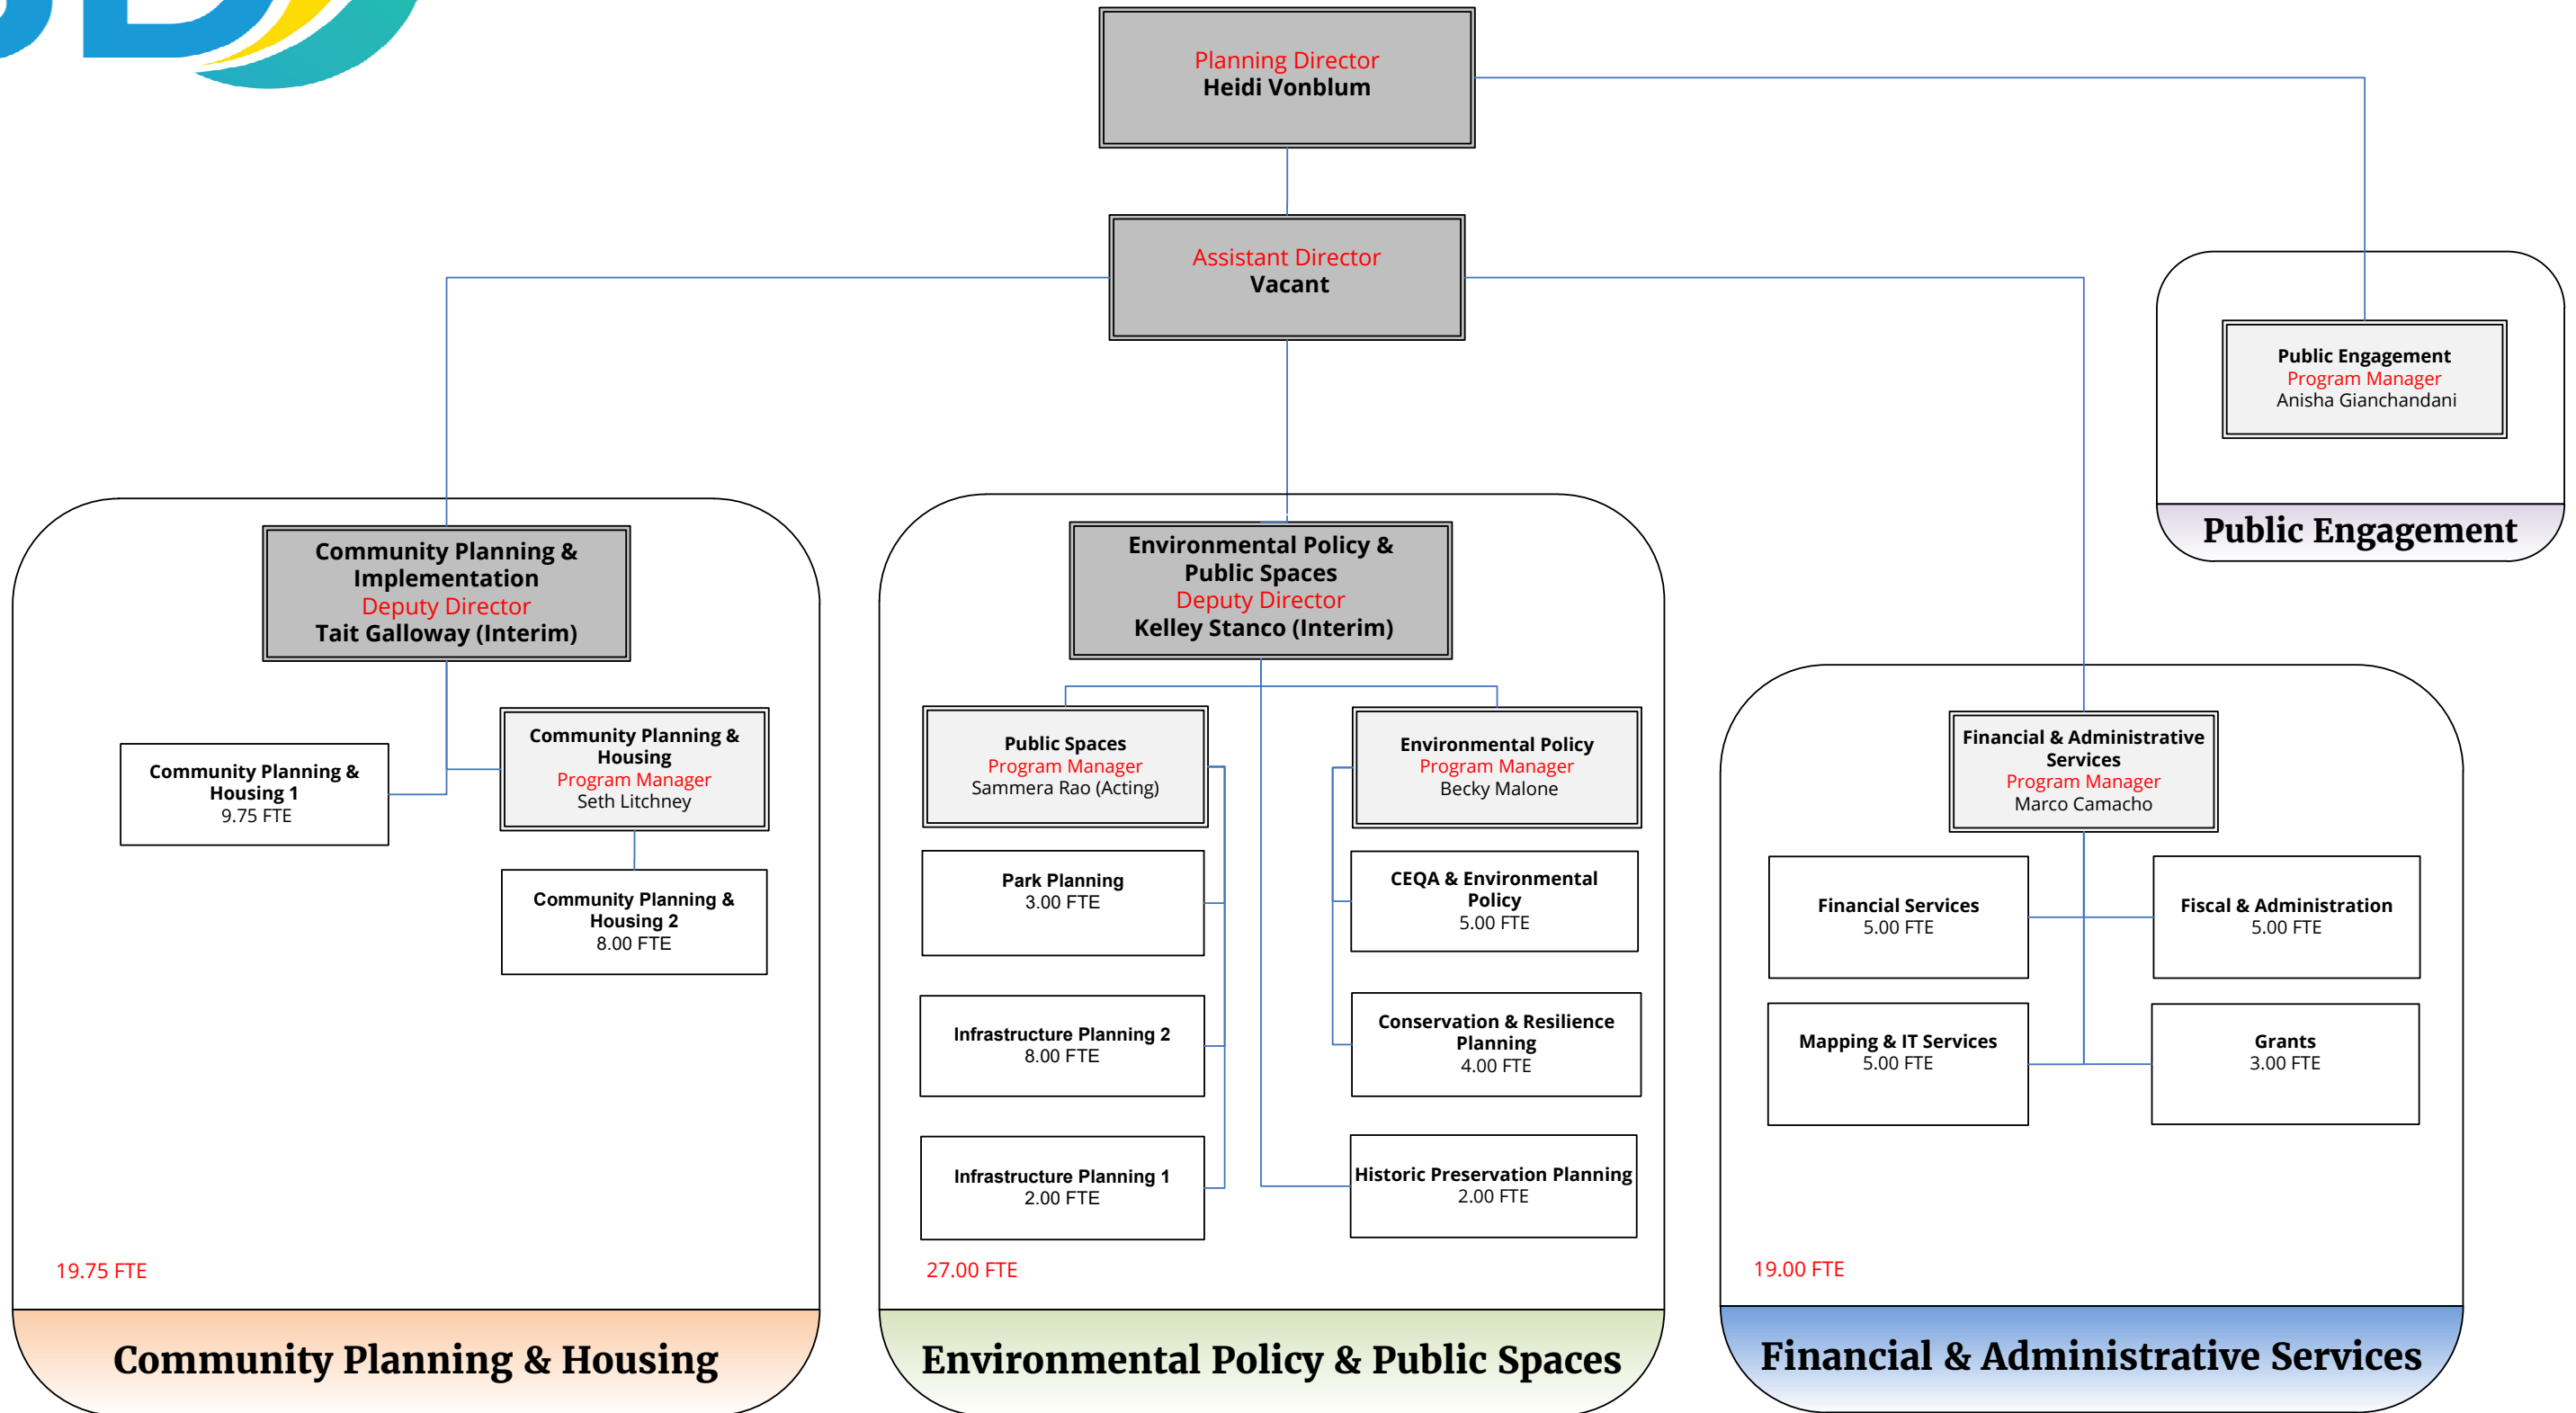 Planning Director
Heidi Vonblum
Assistant Director
Vacant
Public Engagement
Program Manager
Anisha Gianchandani
Public Engagement
Community Planning &
Implementation
Deputy Director
Tait Galloway (Interim)
Community Planning &
Housing 1
9.75 FTE
Community Planning &
Housing
Program Manager
Seth Litchney
Community Planning &
Housing 2
8.00 FTE
19.75 FTE
Community Planning & Housing
Environmental Policy &
Public Spaces
Deputy Director
Kelley Stanco (Interim)
Public Spaces
Program Manager
Sammera Rao (Acting)
Park Planning
3.00 FTE
Infrastructure Planning 2
8.00 FTE
Infrastructure Planning 1
2.00 FTE
Environmental Policy
Program Manager
Becky Malone
CEQA & Environmental
Policy
5.00 FTE
Conservation & Resilience
Planning
4.00 FTE
Historic Preservation Planning
2.00 FTE
27.00 FTE
Environmental Policy & Public Spaces
Financial & Administrative
Services
Program Manager
Marco Camacho
Financial Services
5.00 FTE
Fiscal & Administration
5.00 FTE
Mapping & IT Services
5.00 FTE
Grants
3.00 FTE
19.00 FTE
Financial & Administrative Services